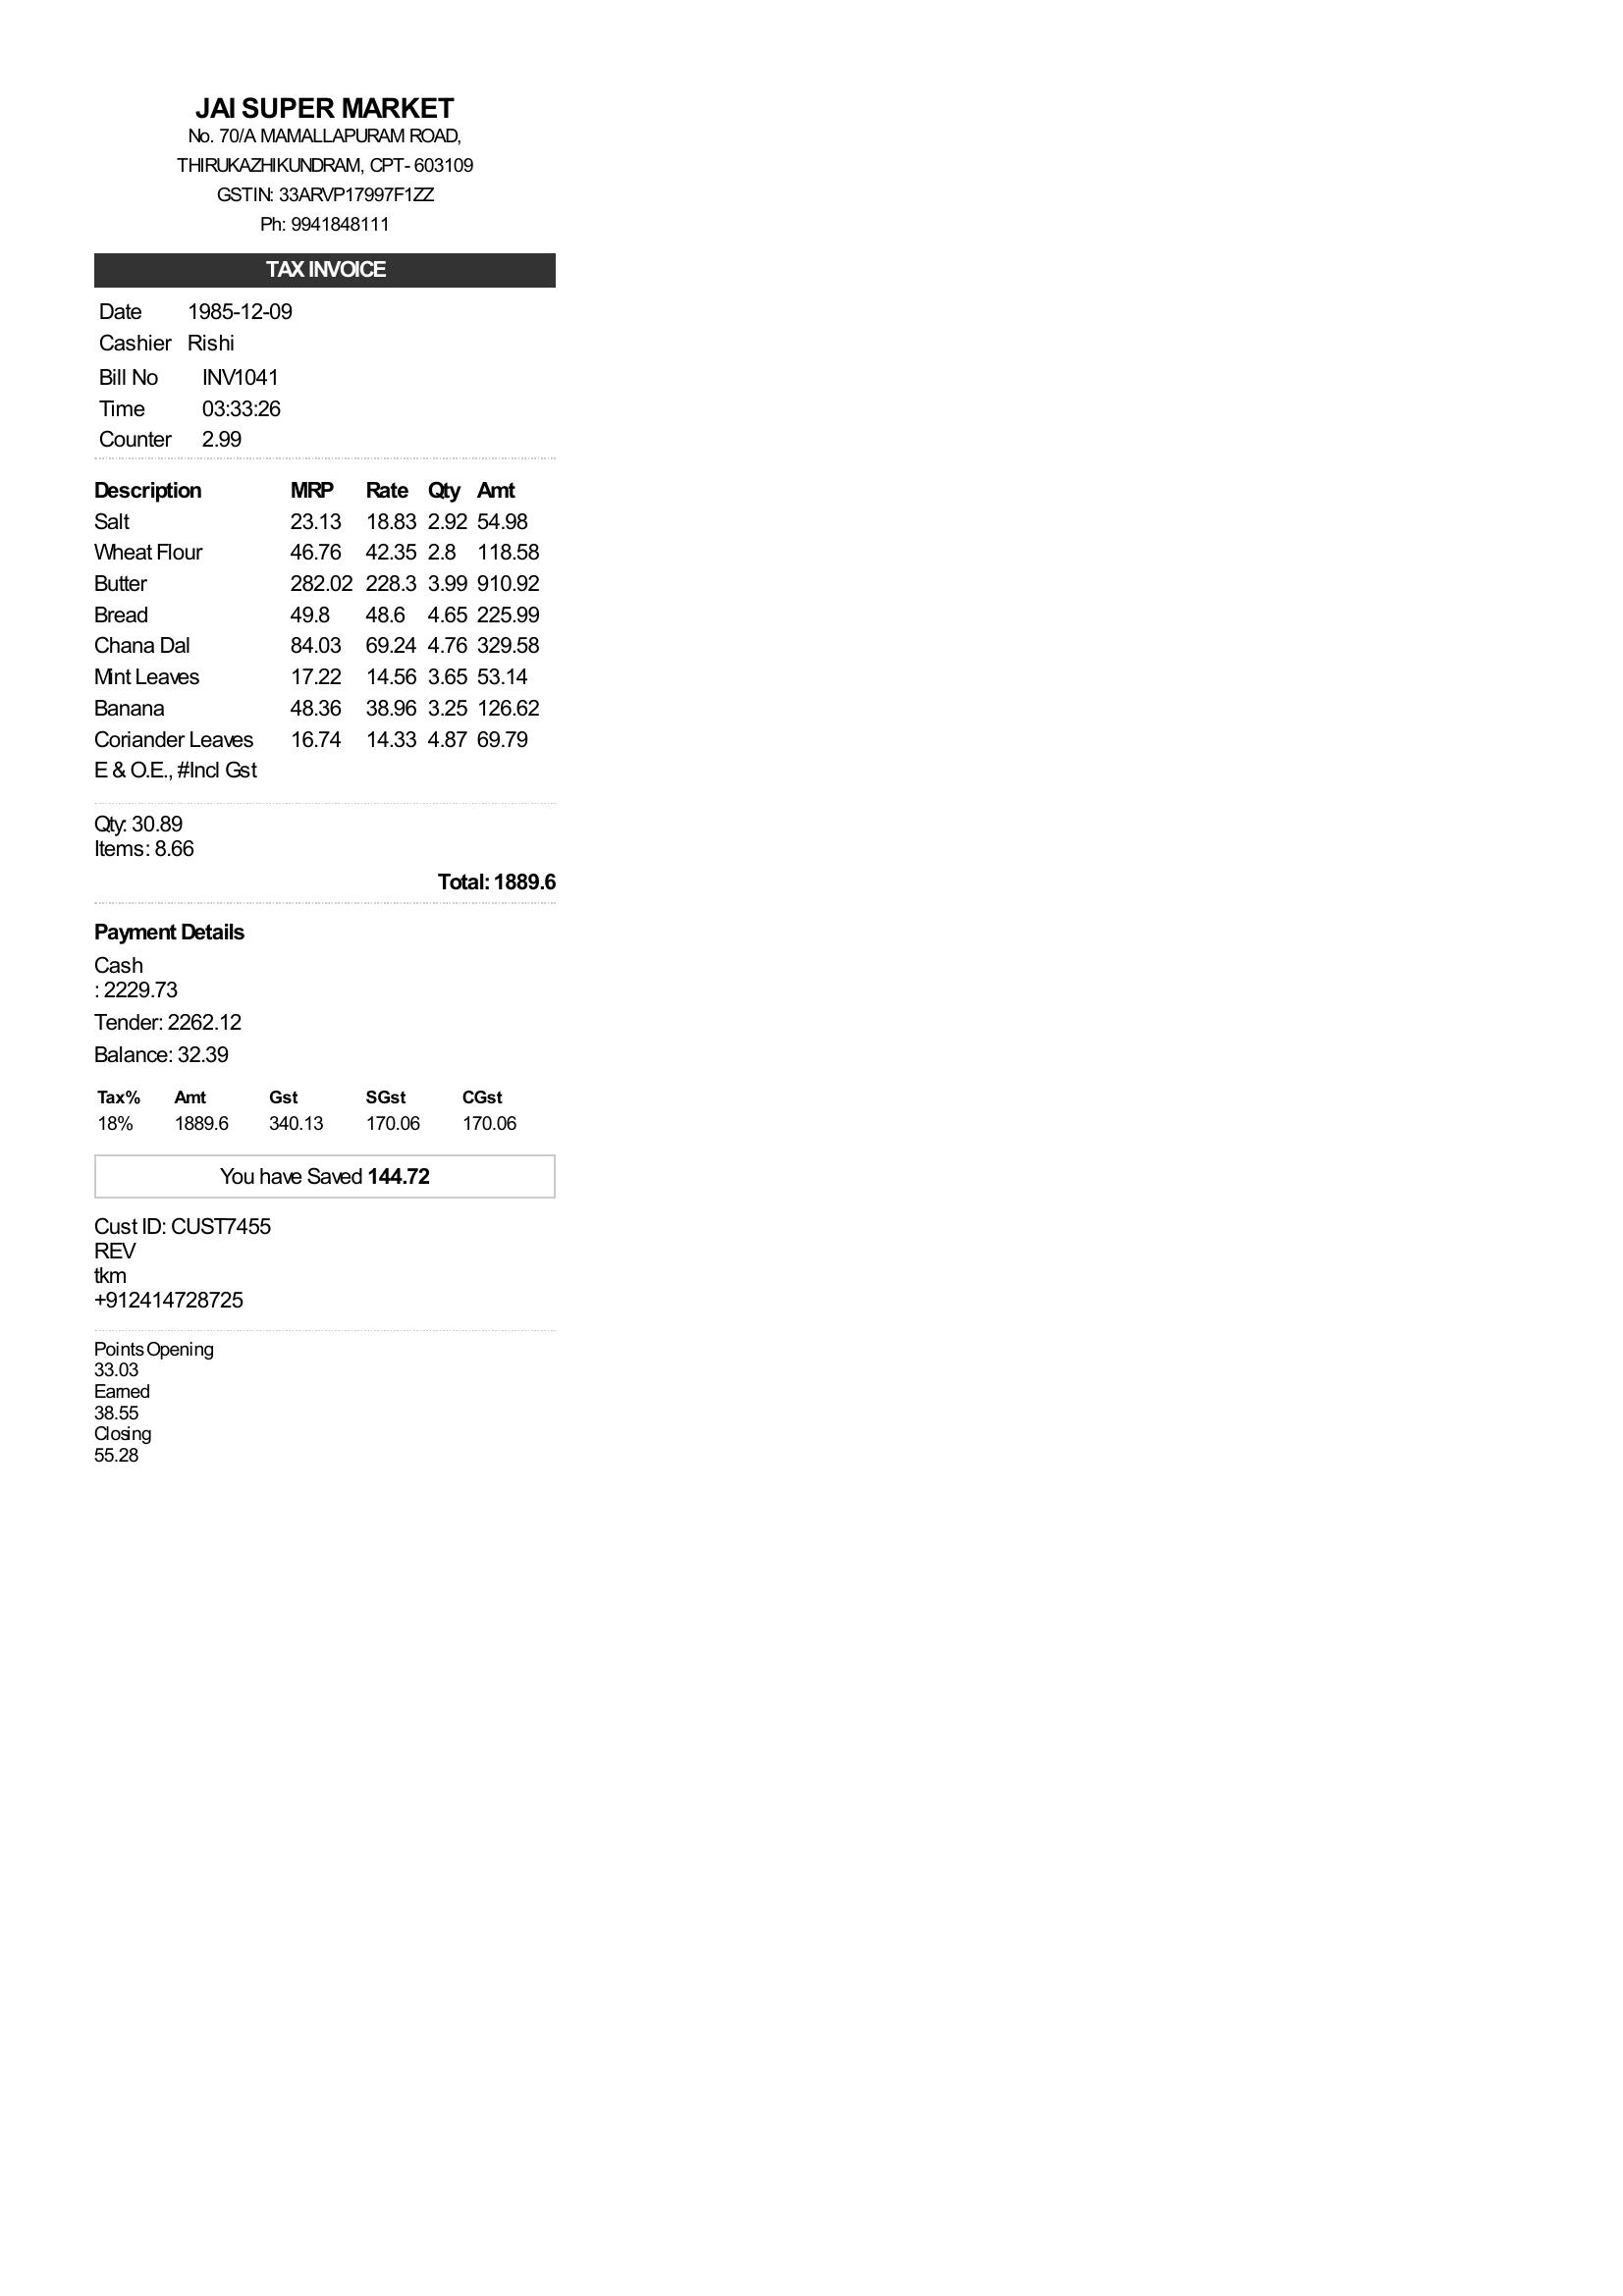 JAI SUPER MARKET
No. 70/A MAMALLAPURAM ROAD,
THIRUKAZHIKUNDRAM, CPT- 603109
GSTIN: 33ARVP17997F1ZZ
Ph: 9941848111
TAX INVOICE
Date 1985-12-09
Cashier Rishi
Bill No INV1041
Time 03:33:26
Counter 2.99
Description MRP Rate Qty Amt
Salt 23.13 18.83 2.92 54.98
Wheat Flour 46.76 42.35 2.8 118.58
Butter 282.02 228.3 3.99 910.92
Bread 49.8 48.6 4.65 225.99
Chana Dal 84.03 69.24 4.76 329.58
Mint Leaves 17.22 14.56 3.65 53.14
Banana 48.36 38.96 3.25 126.62
Coriander Leaves 16.74 14.33 4.87 69.79
E & O.E., #Incl Gst
Qty: 30.89
Items: 8.66
Total: 1889.6
Payment Details
Cash
: 2229.73
Tender: 2262.12
Balance: 32.39
Tax% Amt Gst SGst CGst
18% 1889.6 340.13 170.06 170.06
You have Saved 144.72
Cust ID: CUST7455
REV
tkm
+912414728725
Points Opening
33.03
Earned
38.55
Closing
55.28